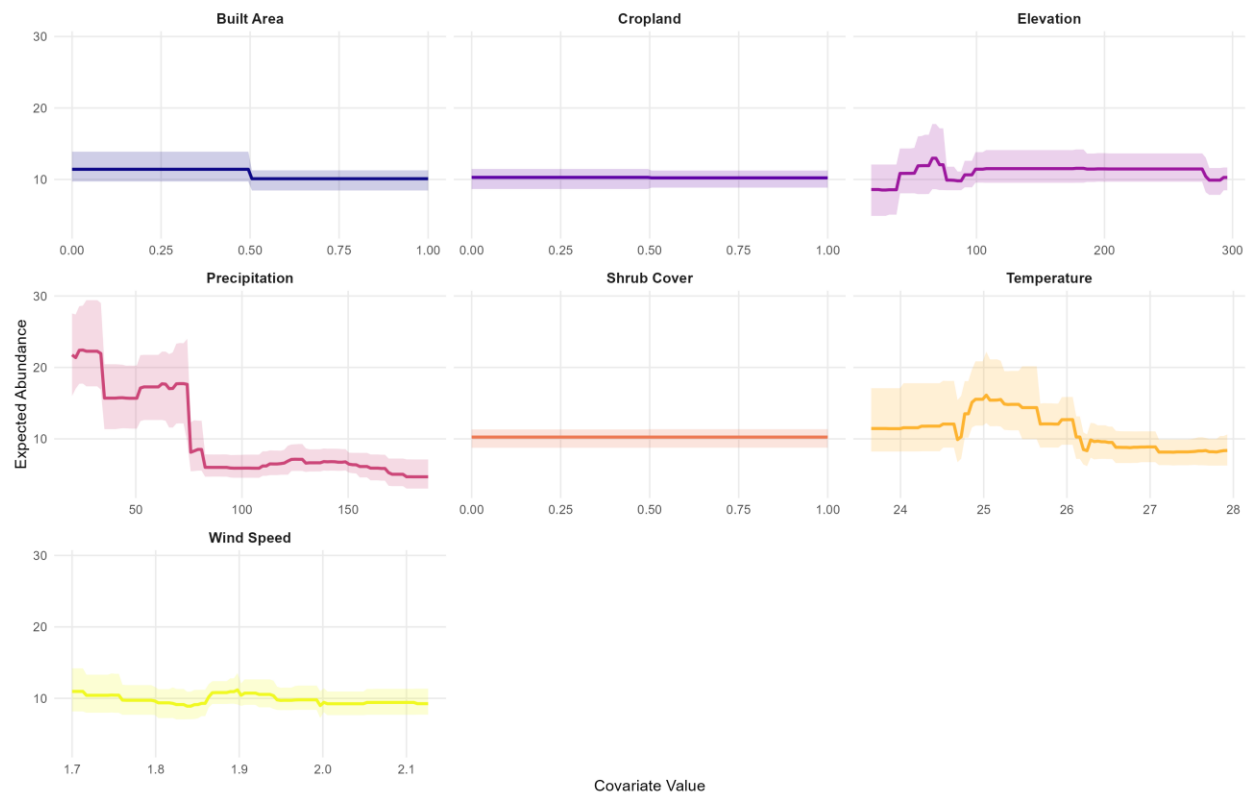 Built Area
Cropland
Elevation
30
20
10
0.00 0.25 0.50 0.75 1.00
0.00 0.25 0.50 0.75 1.00
100 200 300
Precipitation
Shrub Cover
Temperature
Expected Abundance
30
20
10
50 100 150
0.00 0.25 0.50 0.75 1.00
24 25 26 27 28
Wind Speed
30
20
10
1.7 1.8 1.9 2.0 2.1
Covariate Value